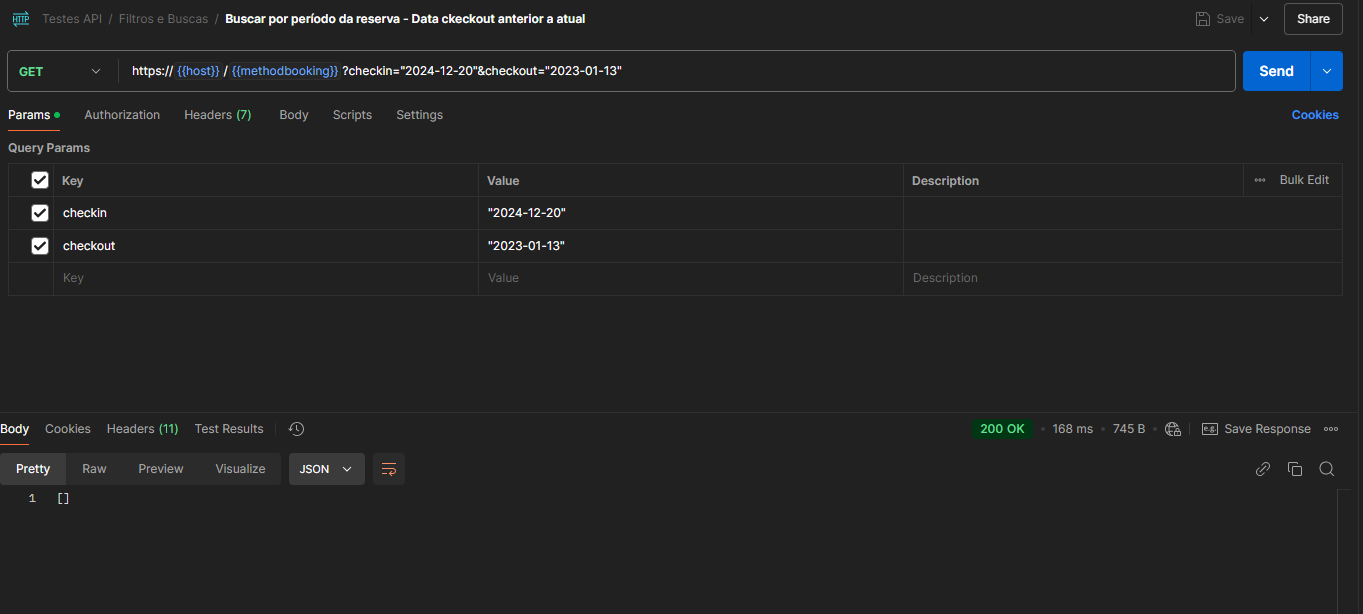 HTTP Testes API / Filtros e Buscas / Buscar por período da reserva - Data ckeckout anterior a atual Save Share
GET https:// {{host}} / {{methodbooking}} ?checkin="2024-12-20"&checkout="2023-01-13" Send
Params Authorization Headers (7) Body Scripts Settings Cookies
Query Params
Key Value Description Bulk Edit
checkin "2024-12-20"
checkout "2023-01-13"
Key Value Description
Body Cookies Headers (11) Test Results 200 OK 168 ms 745 B e.g. Save Response
Pretty Raw Preview Visualize JSON
1 []